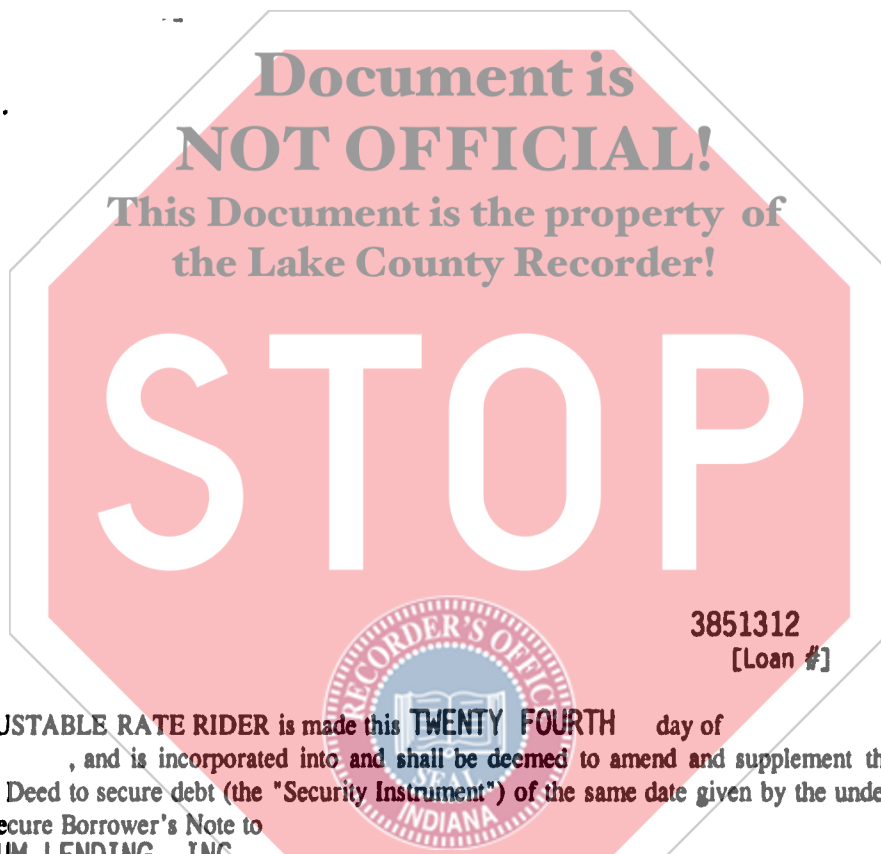 Document is
NOT OFFICIAL!
This Document is the property of
the Lake County Recorder!
STOP
3851312
[Loan #]
RECORDER'S OFFICE
SEAL
INDIANA
USTABLE RATE RIDER is made this TWENTY FOURTH day of
, and is incorporated into and shall be deemed to amend and supplement th
Deed to secure debt (the "Security Instrument") of the same date given by the unde
ecure Borrower's Note to
UM LENDING, INC